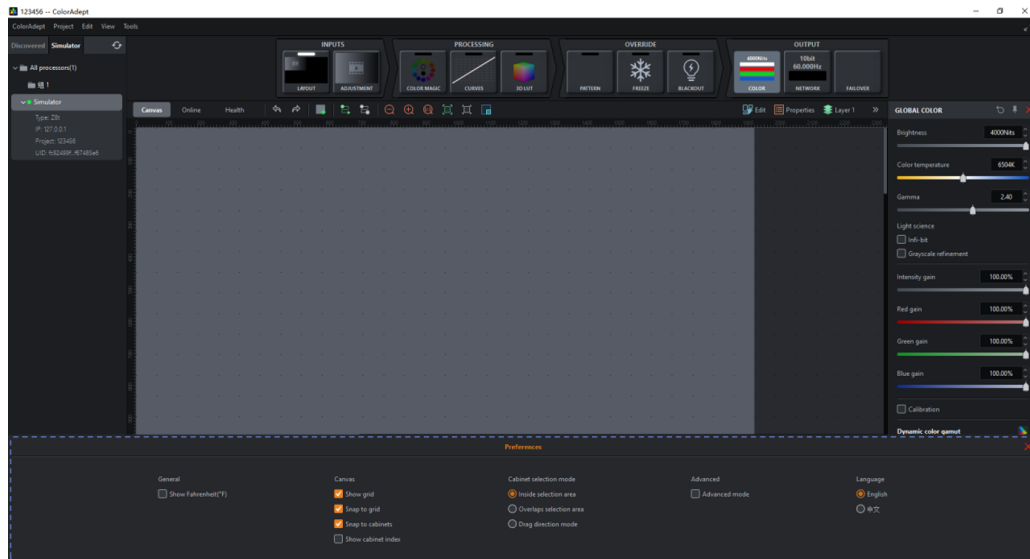 123456 -- ColorAdept
ColorAdept Project Edit View Tools
Discovered Simulator
All processors(1)
组 1
Simulator
Type: Z8t
IP: 127.0.0.1
Project: 123456
INPUTS
LAYOUT ADJUSTMENT
PROCESSING
COLOR MAGIC CURVES 3D LUT
OVERRIDE
PATTERN FREEZE BLACKOUT
OUTPUT
4000Nits
10bit
60.000Hz
COLOR NETWORK FAILOVER
Canvas Online Health
Edit Properties Layer 1
GLOBAL COLOR
Brightness 4000Nits
Color temperature 6504K
Gamma 2.40
Light science
Infi-bit
Grayscale refinement
Intensity gain 100.00%
Red gain 100.00%
Green gain 100.00%
Blue gain 100.00%
Calibration
Dynamic color gamut
Preferences
General
Show Fahrenheit(°F)
Canvas
Show grid
Snap to grid
Snap to cabinets
Show cabinet index
Cabinet selection mode
Inside selection area
Overlaps selection area
Drag direction mode
Advanced
Advanced mode
Language
English
中文